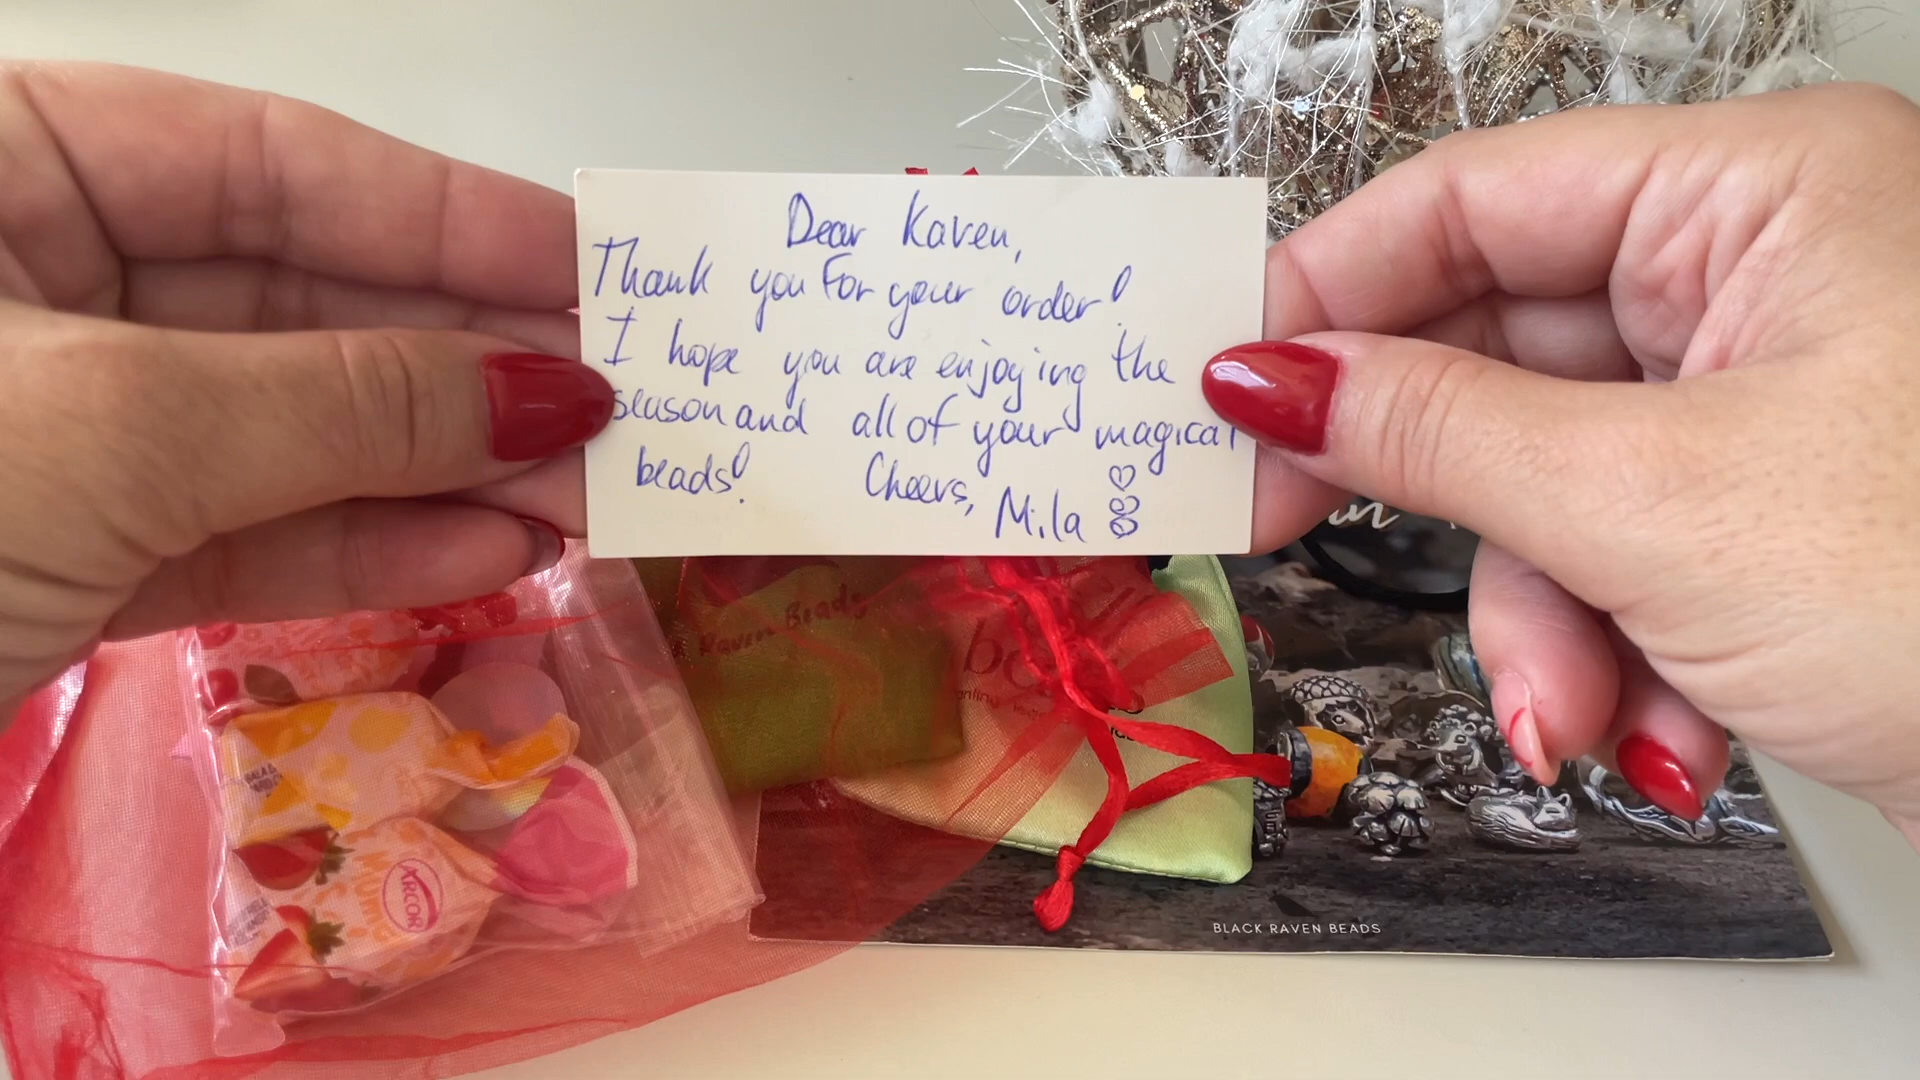 Dear Karen,
Thank you For your order!
I hope you are enjoying the
season and all of your magical
beads!
Cheers,
Mila
Raven Beads
ARCOR
BLACK RAVEN BEADS